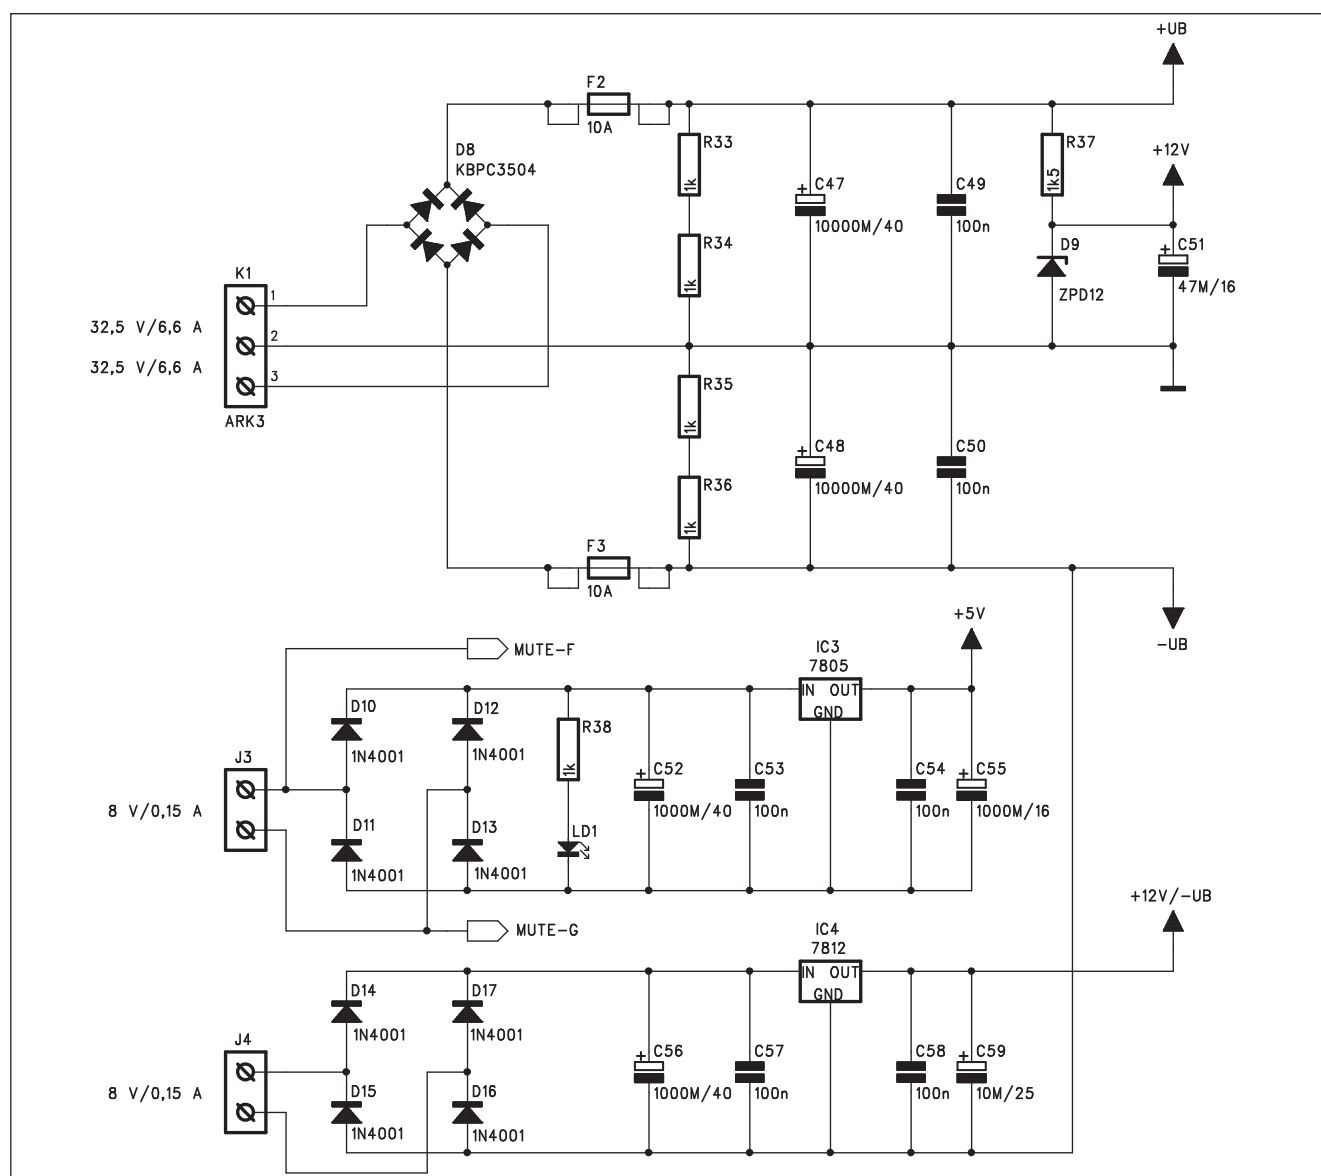 +UB
F2
10A
R33
1k
R37
1k5
+12V
D8
KBPC3504
C47
+
10000M/40
C49
100n
R34
1k
D9
ZPD12
C51
+
47M/16
K1
1
32,5 V/6,6 A
2
32,5 V/6,6 A
3
ARK3
R35
1k
C48
+
10000M/40
C50
100n
R36
1k
F3
10A
-UB
+5V
MUTE-F
IC3
7805
IN OUT
GND
D10
1N4001
D12
1N4001
R38
1k
J3
8 V/0,15 A
C52
+
1000M/40
C53
100n
C54
100n
C55
+
1000M/16
D11
1N4001
D13
1N4001
LD1
+12V/-UB
MUTE-G
IC4
7812
IN OUT
GND
D14
1N4001
D17
1N4001
J4
8 V/0,15 A
C56
+
1000M/40
C57
100n
C58
100n
C59
+
10M/25
D15
1N4001
D16
1N4001